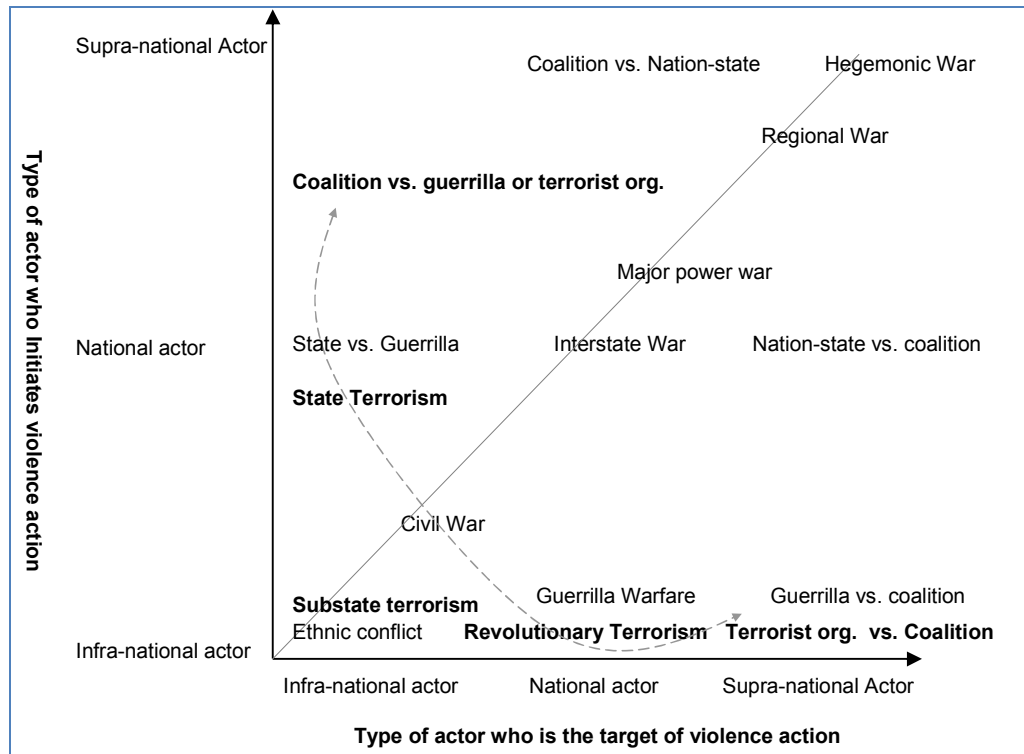 Supra-national Actor
Coalition vs. Nation-state
Hegemonic War
Regional War
Type of actor who Initiates violence action
Coalition vs. guerrilla or terrorist org.
Major power war
National actor
State vs. Guerrilla
Interstate War
Nation-state vs. coalition
State Terrorism
Civil War
Substate terrorism
Guerrilla Warfare
Guerrilla vs. coalition
Ethnic conflict
Revolutionary Terrorism
Terrorist org. vs. Coalition
Infra-national actor
Infra-national actor
National actor
Supra-national Actor
Type of actor who is the target of violence action